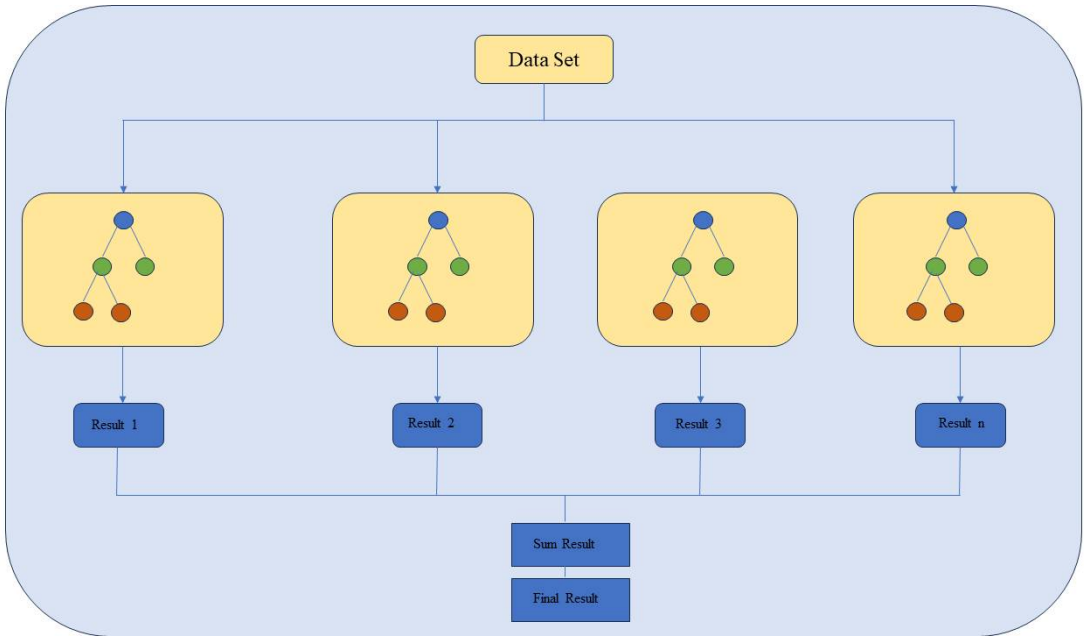 Data Set
Result 1
Result 2
Result 3
Result n
Sum Result
Final Result